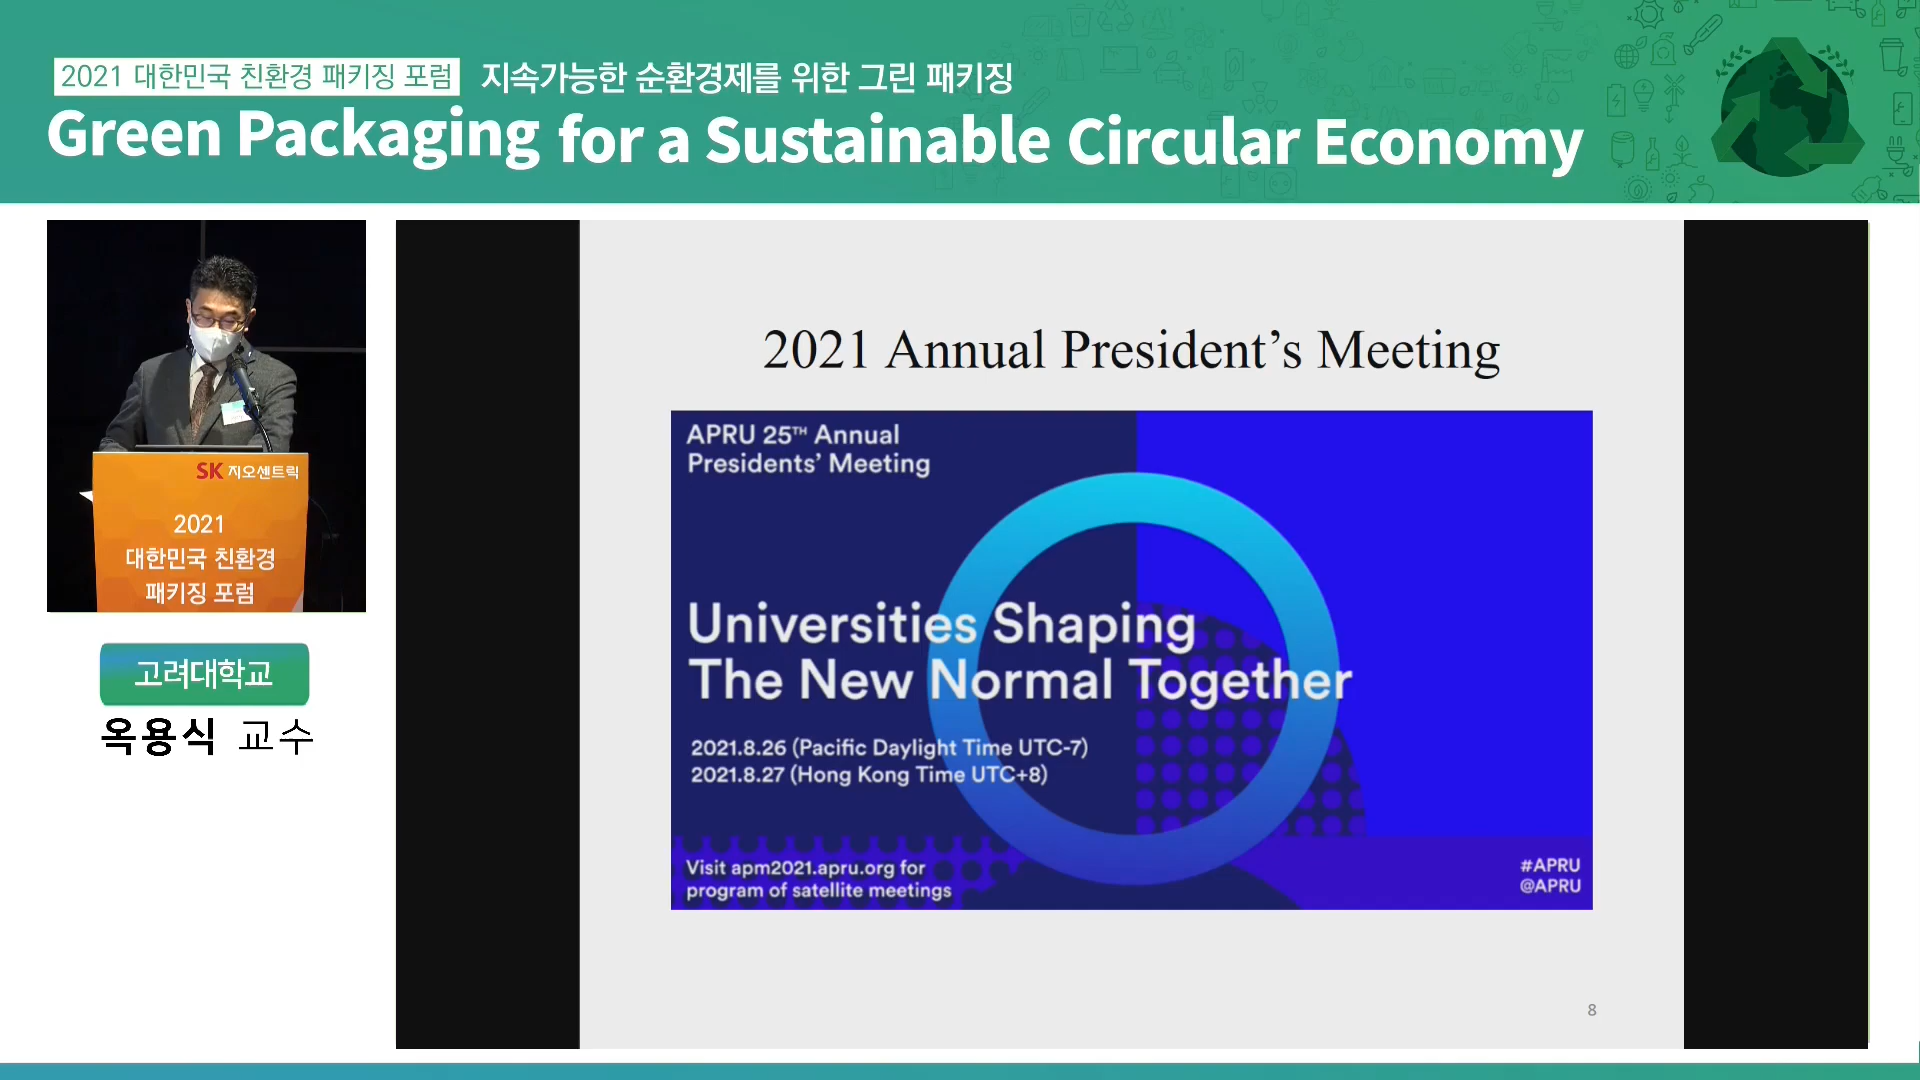 2021 대한민국 친환경 패키징 포럼 지속가능한 순환경제를 위한 그린 패키징
Green Packaging for a Sustainable Circular Economy
SK 지오센트릭
2021
대한민국 친환경
패키징 포럼
고려대학교
옥용식 교수
2021 Annual President’s Meeting
APRU 25TH Annual
Presidents’ Meeting
Universities Shaping
The New Normal Together
2021.8.26 (Pacific Daylight Time UTC-7)
2021.8.27 (Hong Kong Time UTC+8)
Visit apm2021.apru.org for
program of satellite meetings
#APRU
@APRU
8